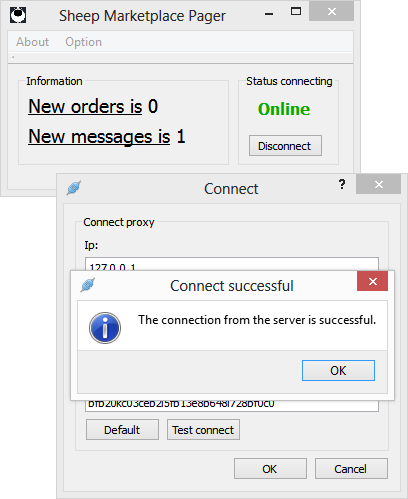 Sheep Marketplace Pager
About Option
Information
New orders is 0
New messages is 1
Status connecting
Online
Disconnect
Connect
Connect proxy
Ip:
127.0.0.1
Connect successful
The connection from the server is successful.
OK
Default
Test connect
OK
Cancel